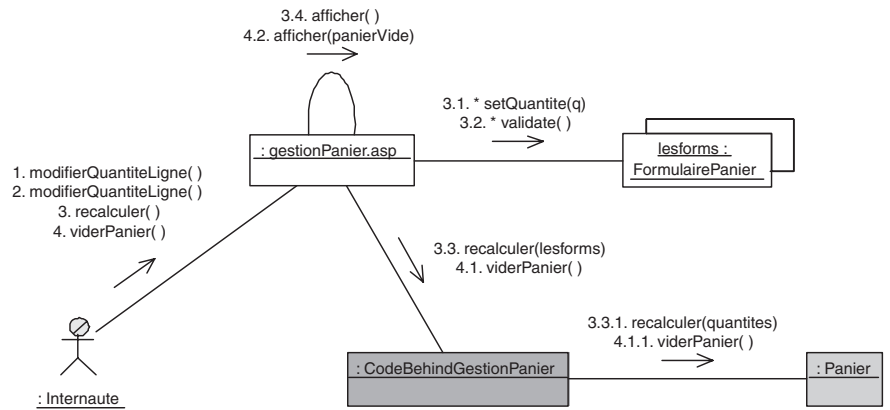 3.4. afficher( )
4.2. afficher(panierVide)
3.1. * setQuantite(q)
3.2. * validate( )
: gestionPanier.asp
lesforms :
FormulairePanier
1. modifierQuantiteLigne( )
2. modifierQuantiteLigne( )
3. recalculer( )
4. viderPanier( )
3.3. recalculer(lesforms)
4.1. viderPanier( )
3.3.1. recalculer(quantites)
4.1.1. viderPanier( )
: CodeBehindGestionPanier
: Panier
: Internaute